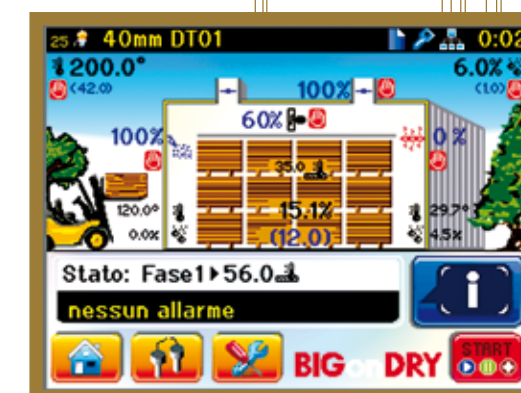 25 40mm DT01 0:02
200.0° 6.0%
(42.0) (1.0)
100%
60%
100% 0 %
35.0
120.0° 15.1% 29.7°
0.0% (12.0) 4.5%
Stato: Fase1▸56.0
nessun allarme
i
BIG on DRY START